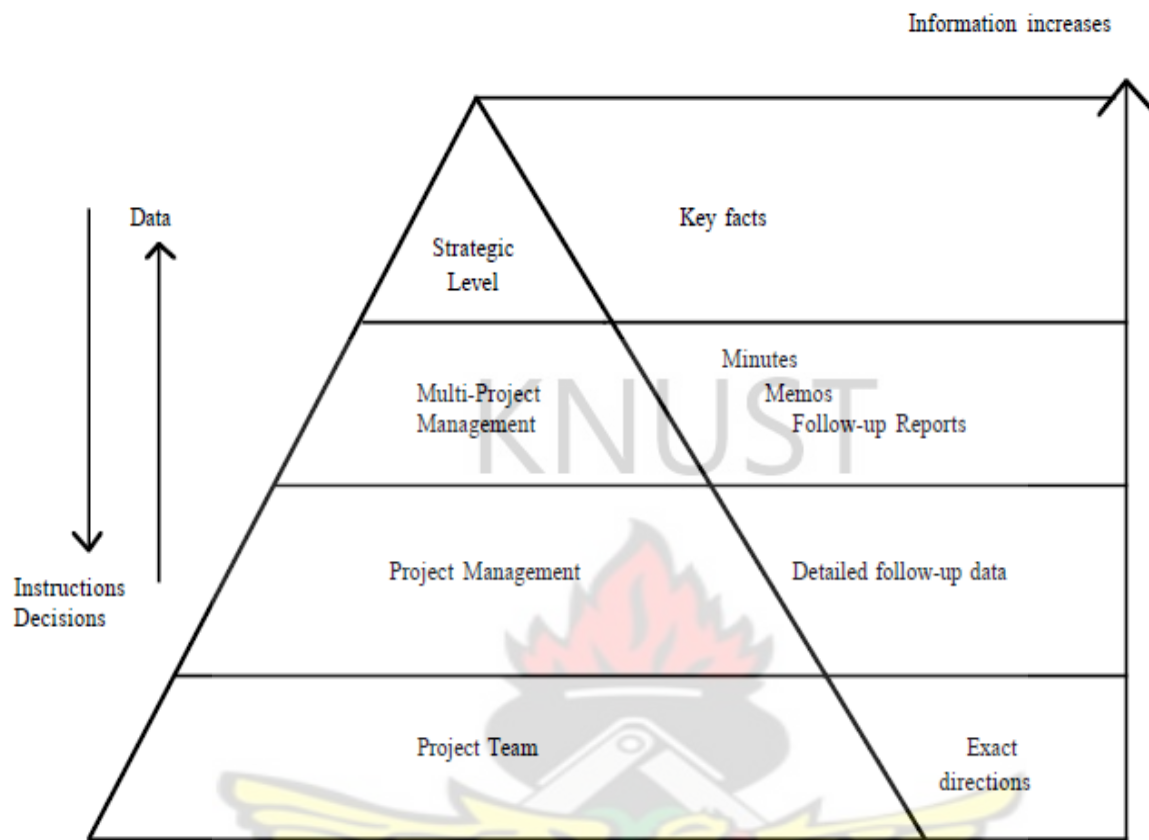 Information increases
Data
Key facts
Strategic
Level
Minutes
Multi-Project
Memos
Management
Follow-up Reports
KNUST
Instructions
Decisions
Project Management
Detailed follow-up data
Project Team
Exact
directions